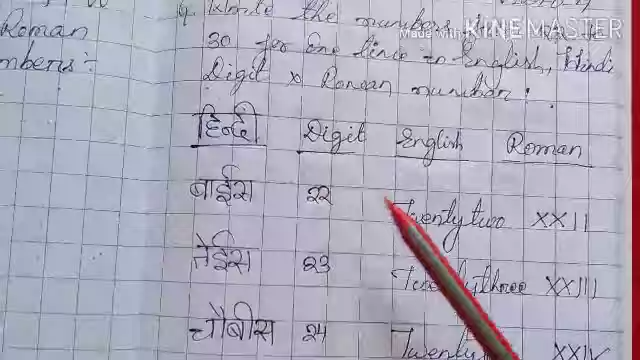 Roman
mbers:
Write the numbers
Made with KINEMASTER
30 for one time in English, Hindi
Digit & Roman number:
हिन्दी Digit English Roman
बाईस 22 Twenty two XXII
तेईस 23 Twenty three XXIII
चौबीस 24 Twenty XXIV